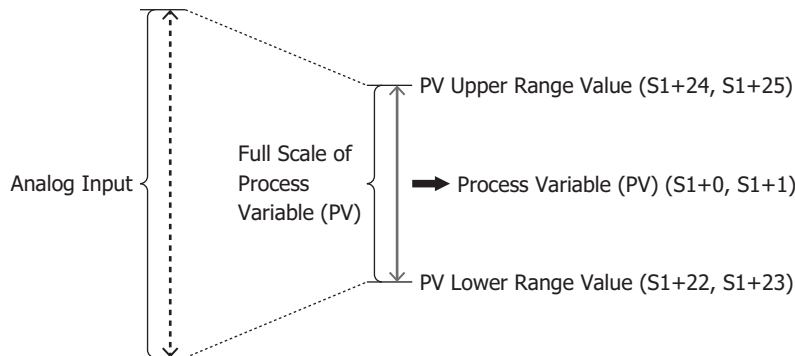 PV Upper Range Value (S1+24, S1+25)
Analog Input
Full Scale of
Process
Variable (PV)
Process Variable (PV) (S1+0, S1+1)
PV Lower Range Value (S1+22, S1+23)